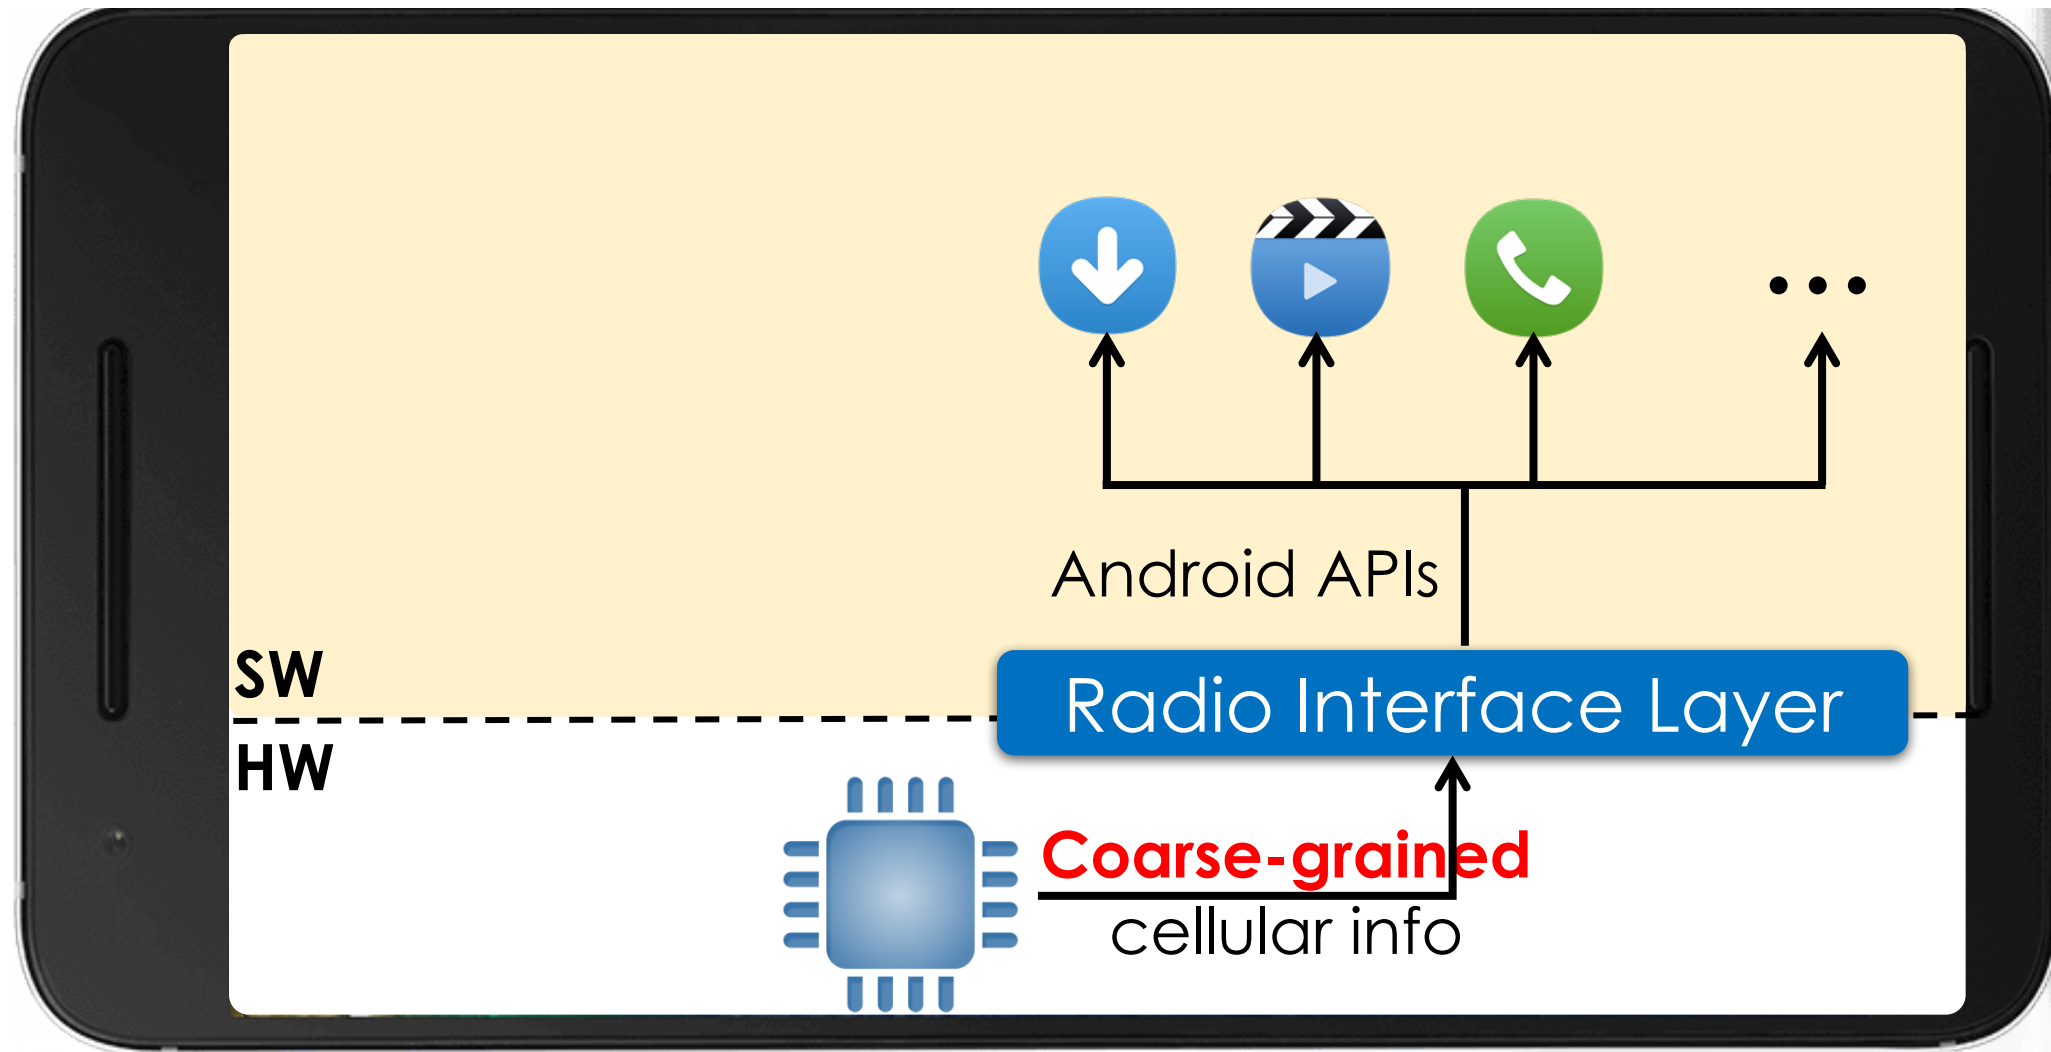 ...
Android APIs
SW
Radio Interface Layer
HW
Coarse-grained
cellular info